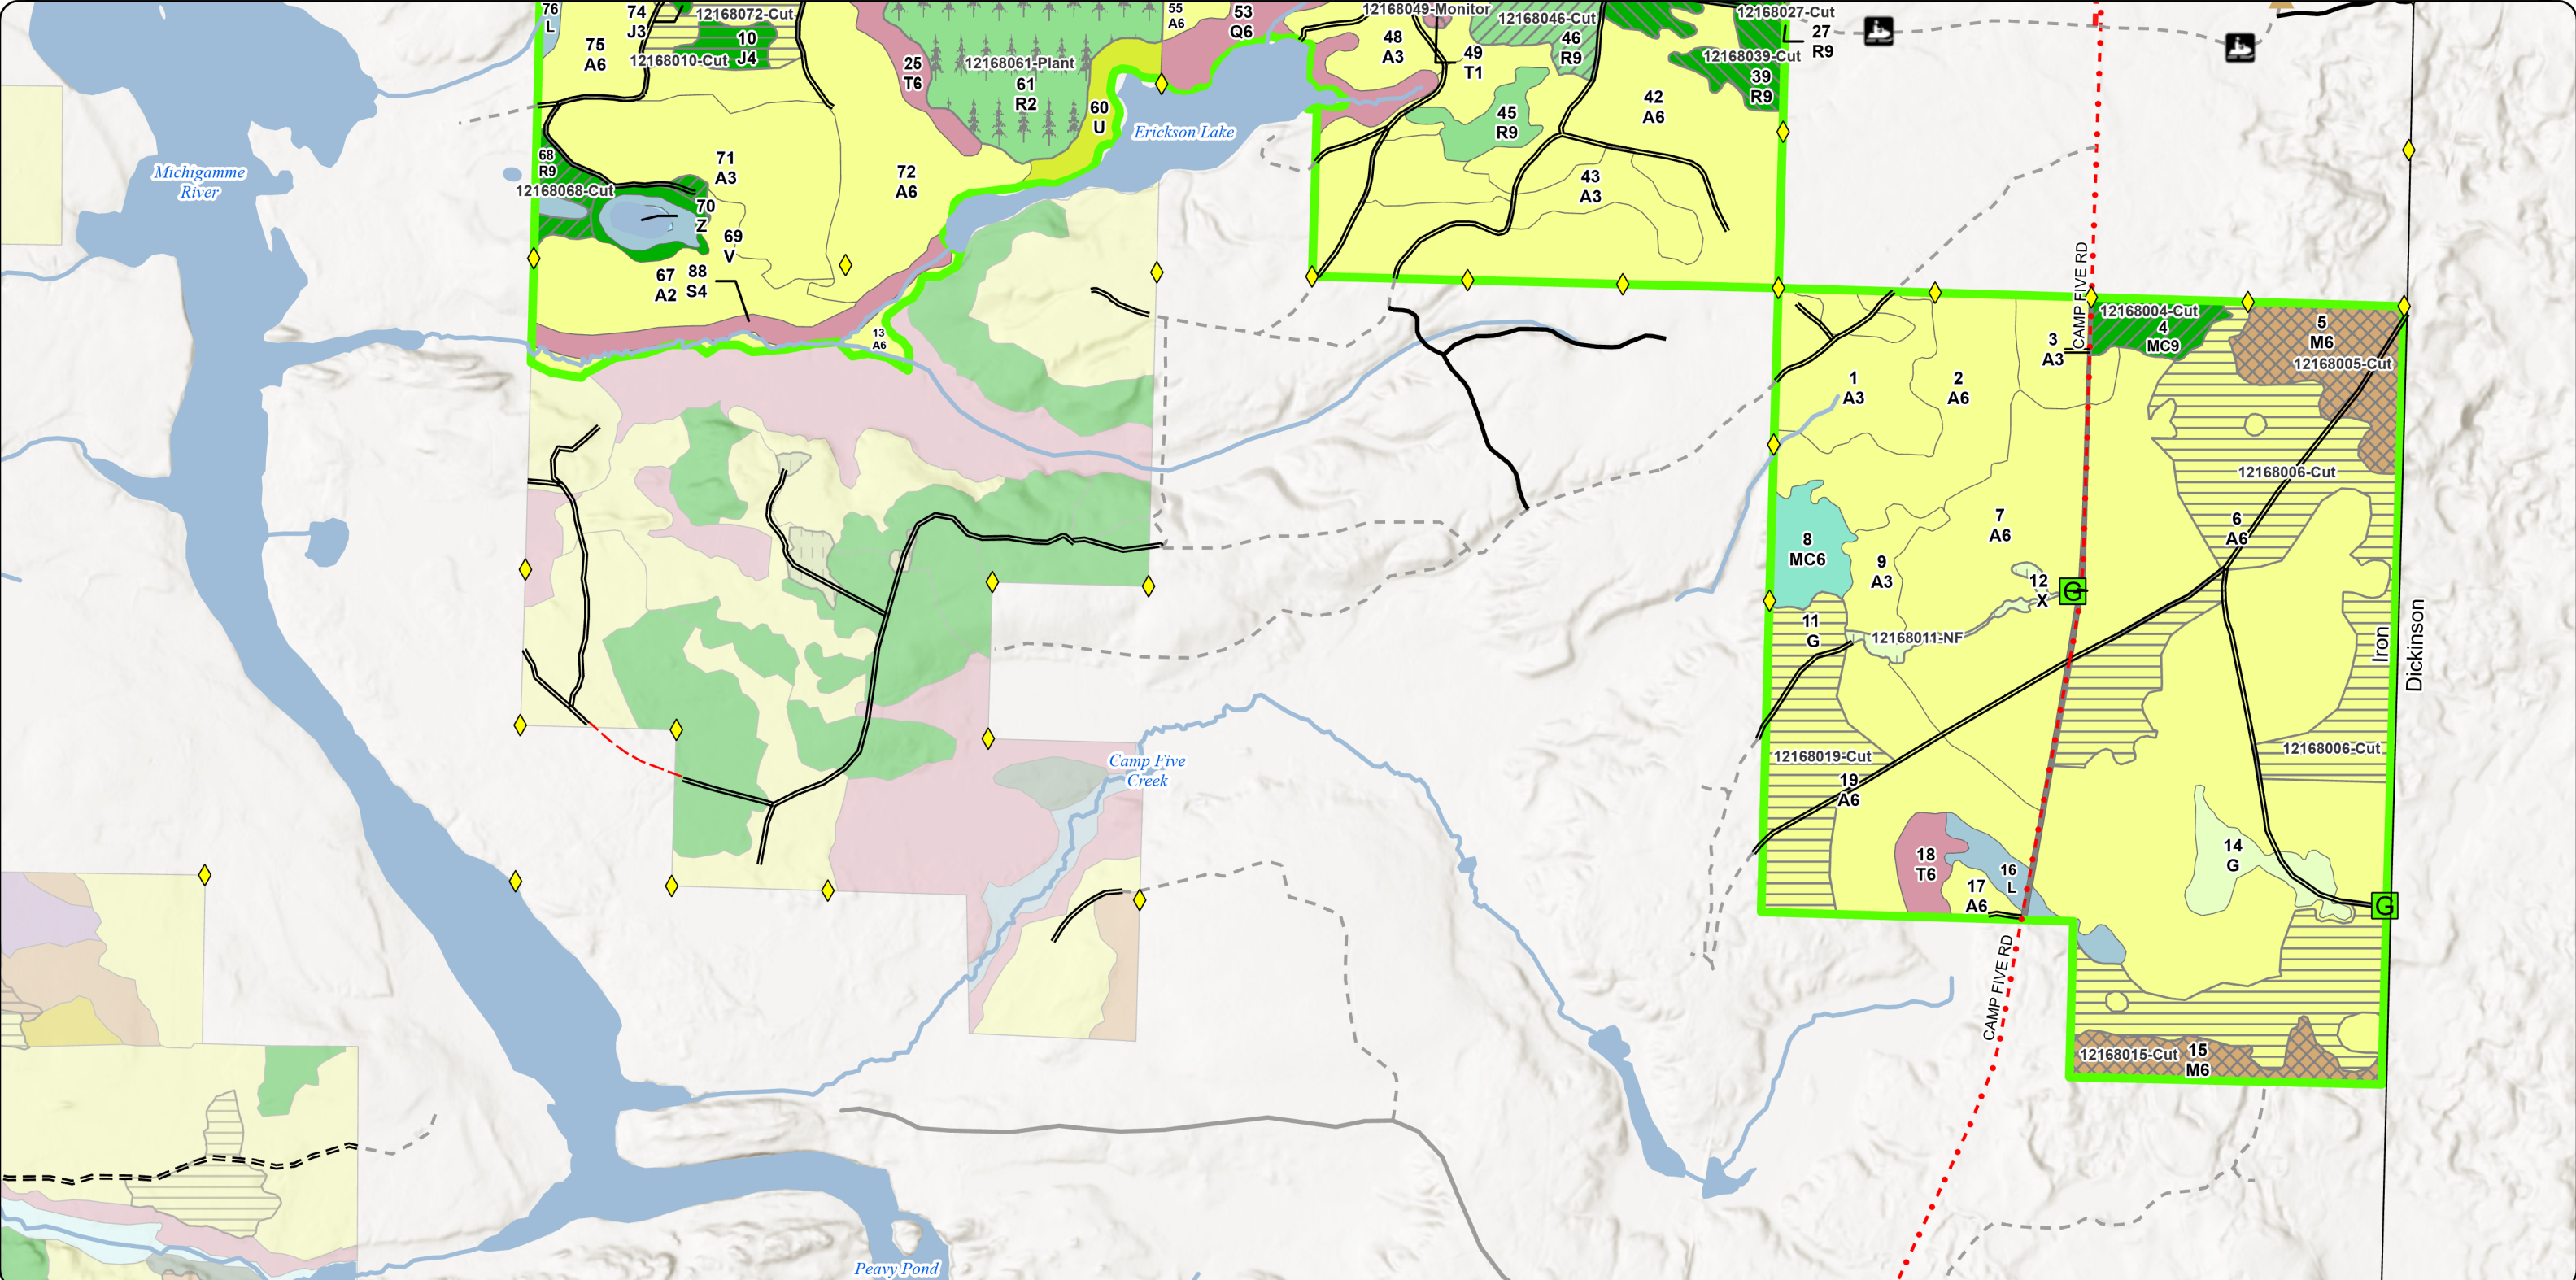 76
L
75
A6
74
J3
12168072-Cut
10
J4
12168010-Cut
25
T6
12168061-Plant
61
R2
60
U
55
A6
53
Q6
12168049-Monitor
48
A3
49
T1
12168046-Cut
46
R9
45
R9
42
A6
12168027-Cut
27
R9
12168039-Cut
39
R9
43
A3
Erickson Lake
Michigamme
River
68
R9
12168068-Cut
71
A3
72
A6
70
Z
69
V
67
A2
88
S4
13
A6
CAMP FIVE RD
1
A3
2
A6
3
A3
12168004-Cut
4
MC9
5
M6
12168005-Cut
12168006-Cut
6
A6
7
A6
8
MC6
9
A3
12
X
G
11
G
12168011-NF
Iron
Dickinson
12168006-Cut
12168019-Cut
19
A6
Camp Five
Creek
18
T6
16
L
17
A6
14
G
G
CAMP FIVE RD
12168015-Cut
15
M6
Peavy Pond